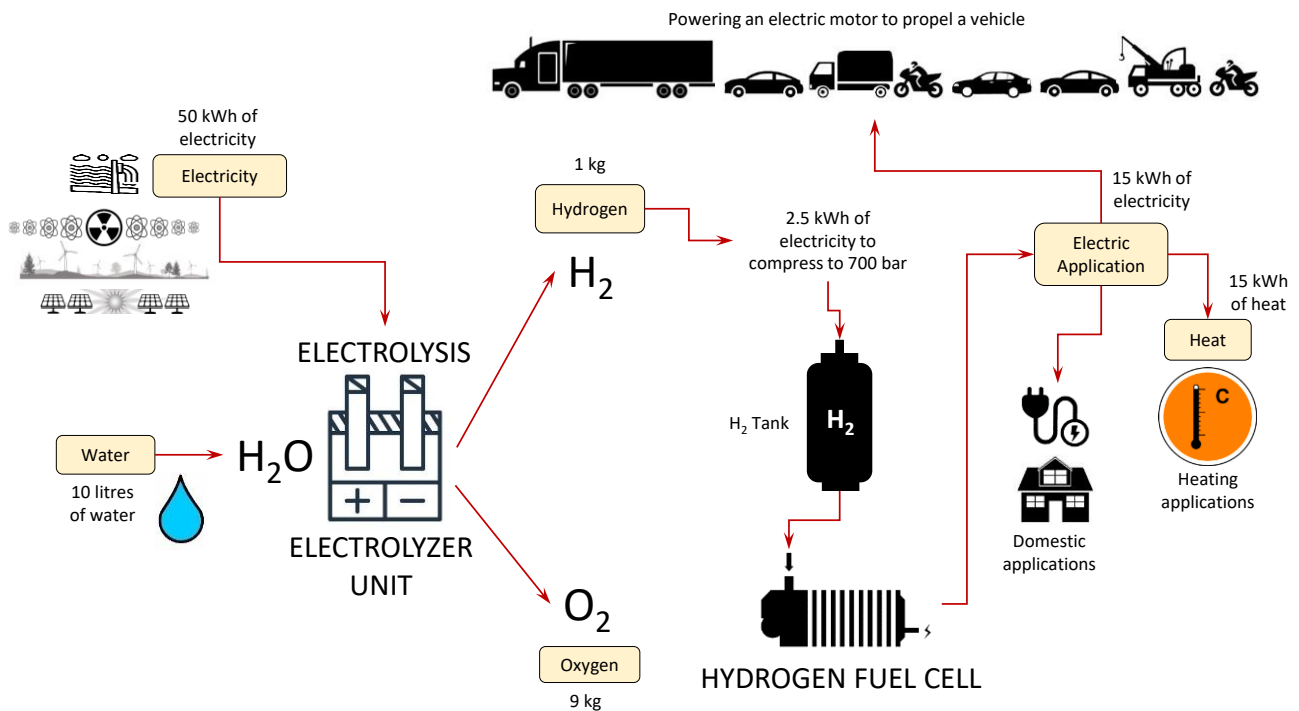 Powering an electric motor to propel a vehicle
50 kWh of
electricity
Electricity
1 kg
Hydrogen
H₂
2.5 kWh of
electricity to
compress to 700 bar
15 kWh of
electricity
Electric
Application
15 kWh
of heat
Heat
C
Heating
applications
ELECTROLYSIS
Water
10 litres
of water
H₂O
+ −
ELECTROLYZER
UNIT
H₂ Tank
H₂
Domestic
applications
O₂
Oxygen
9 kg
HYDROGEN FUEL CELL